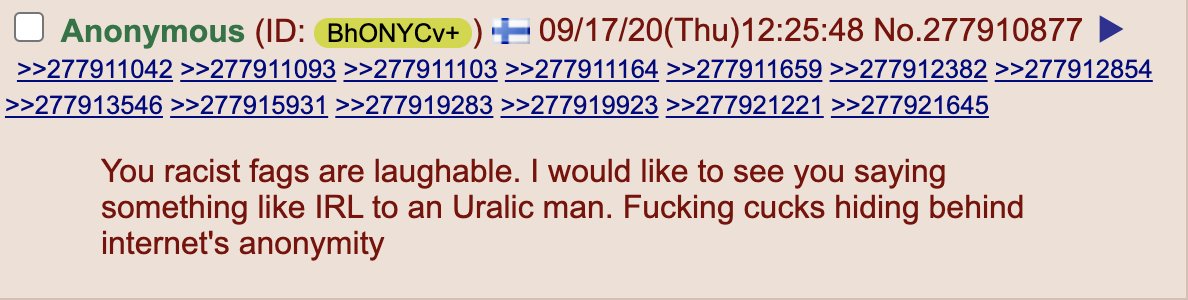 Anonymous (ID: BhONYCv+) 09/17/20(Thu)12:25:48 No.277910877
>>277911042 >>277911093 >>277911103 >>277911164 >>277911659 >>277912382 >>277912854
>>277913546 >>277915931 >>277919283 >>277919923 >>277921221 >>277921645
You racist fags are laughable. I would like to see you saying
something like IRL to an Uralic man. Fucking cucks hiding behind
internet's anonymity